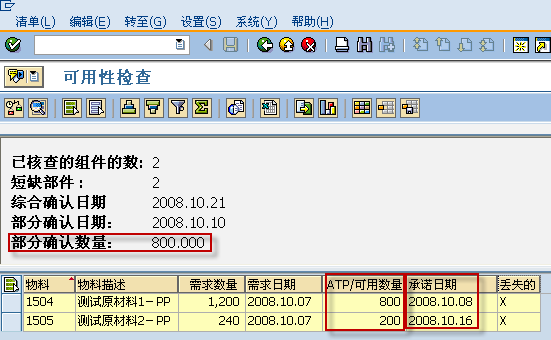 清单(L) 编辑(E) 转至(G) 设置(S) 系统(Y) 帮助(H)
可用性检查
已核查的组件的数: 2
短缺部件: 2
综合确认日期 2008.10.21
部分确认日期: 2008.10.10
部分确认数量: 800.000
物料 物料描述 需求数量 需求日期 ATP/可用数量 承诺日期 丢失的
1504 测试原材料1-PP 1,200 2008.10.07 800 2008.10.08 X
1505 测试原材料2-PP 240 2008.10.07 200 2008.10.16 X